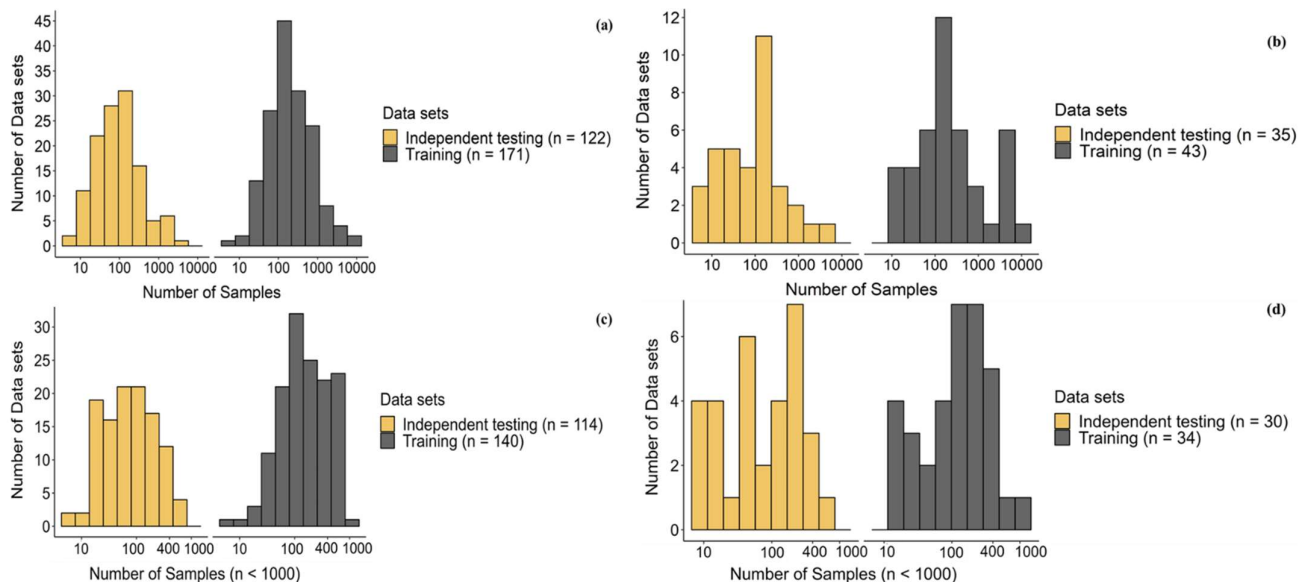 (a)
Number of Data sets
45
40
35
30
25
20
15
10
5
0
10 100 1000 10000 10 100 1000 10000
Number of Samples
Data sets
Independent testing (n = 122)
Training (n = 171)
(b)
Number of Data sets
12
10
8
6
4
2
0
10 100 1000 10000 10 100 1000 10000
Number of Samples
Data sets
Independent testing (n = 35)
Training (n = 43)
(c)
Number of Data sets
30
25
20
15
10
5
0
10 100 400 1000 10 100 400 1000
Number of Samples (n < 1000)
Data sets
Independent testing (n = 114)
Training (n = 140)
(d)
Number of Data sets
6
4
2
0
10 100 400 1000 10 100 400 1000
Number of Samples (n < 1000)
Data sets
Independent testing (n = 30)
Training (n = 34)